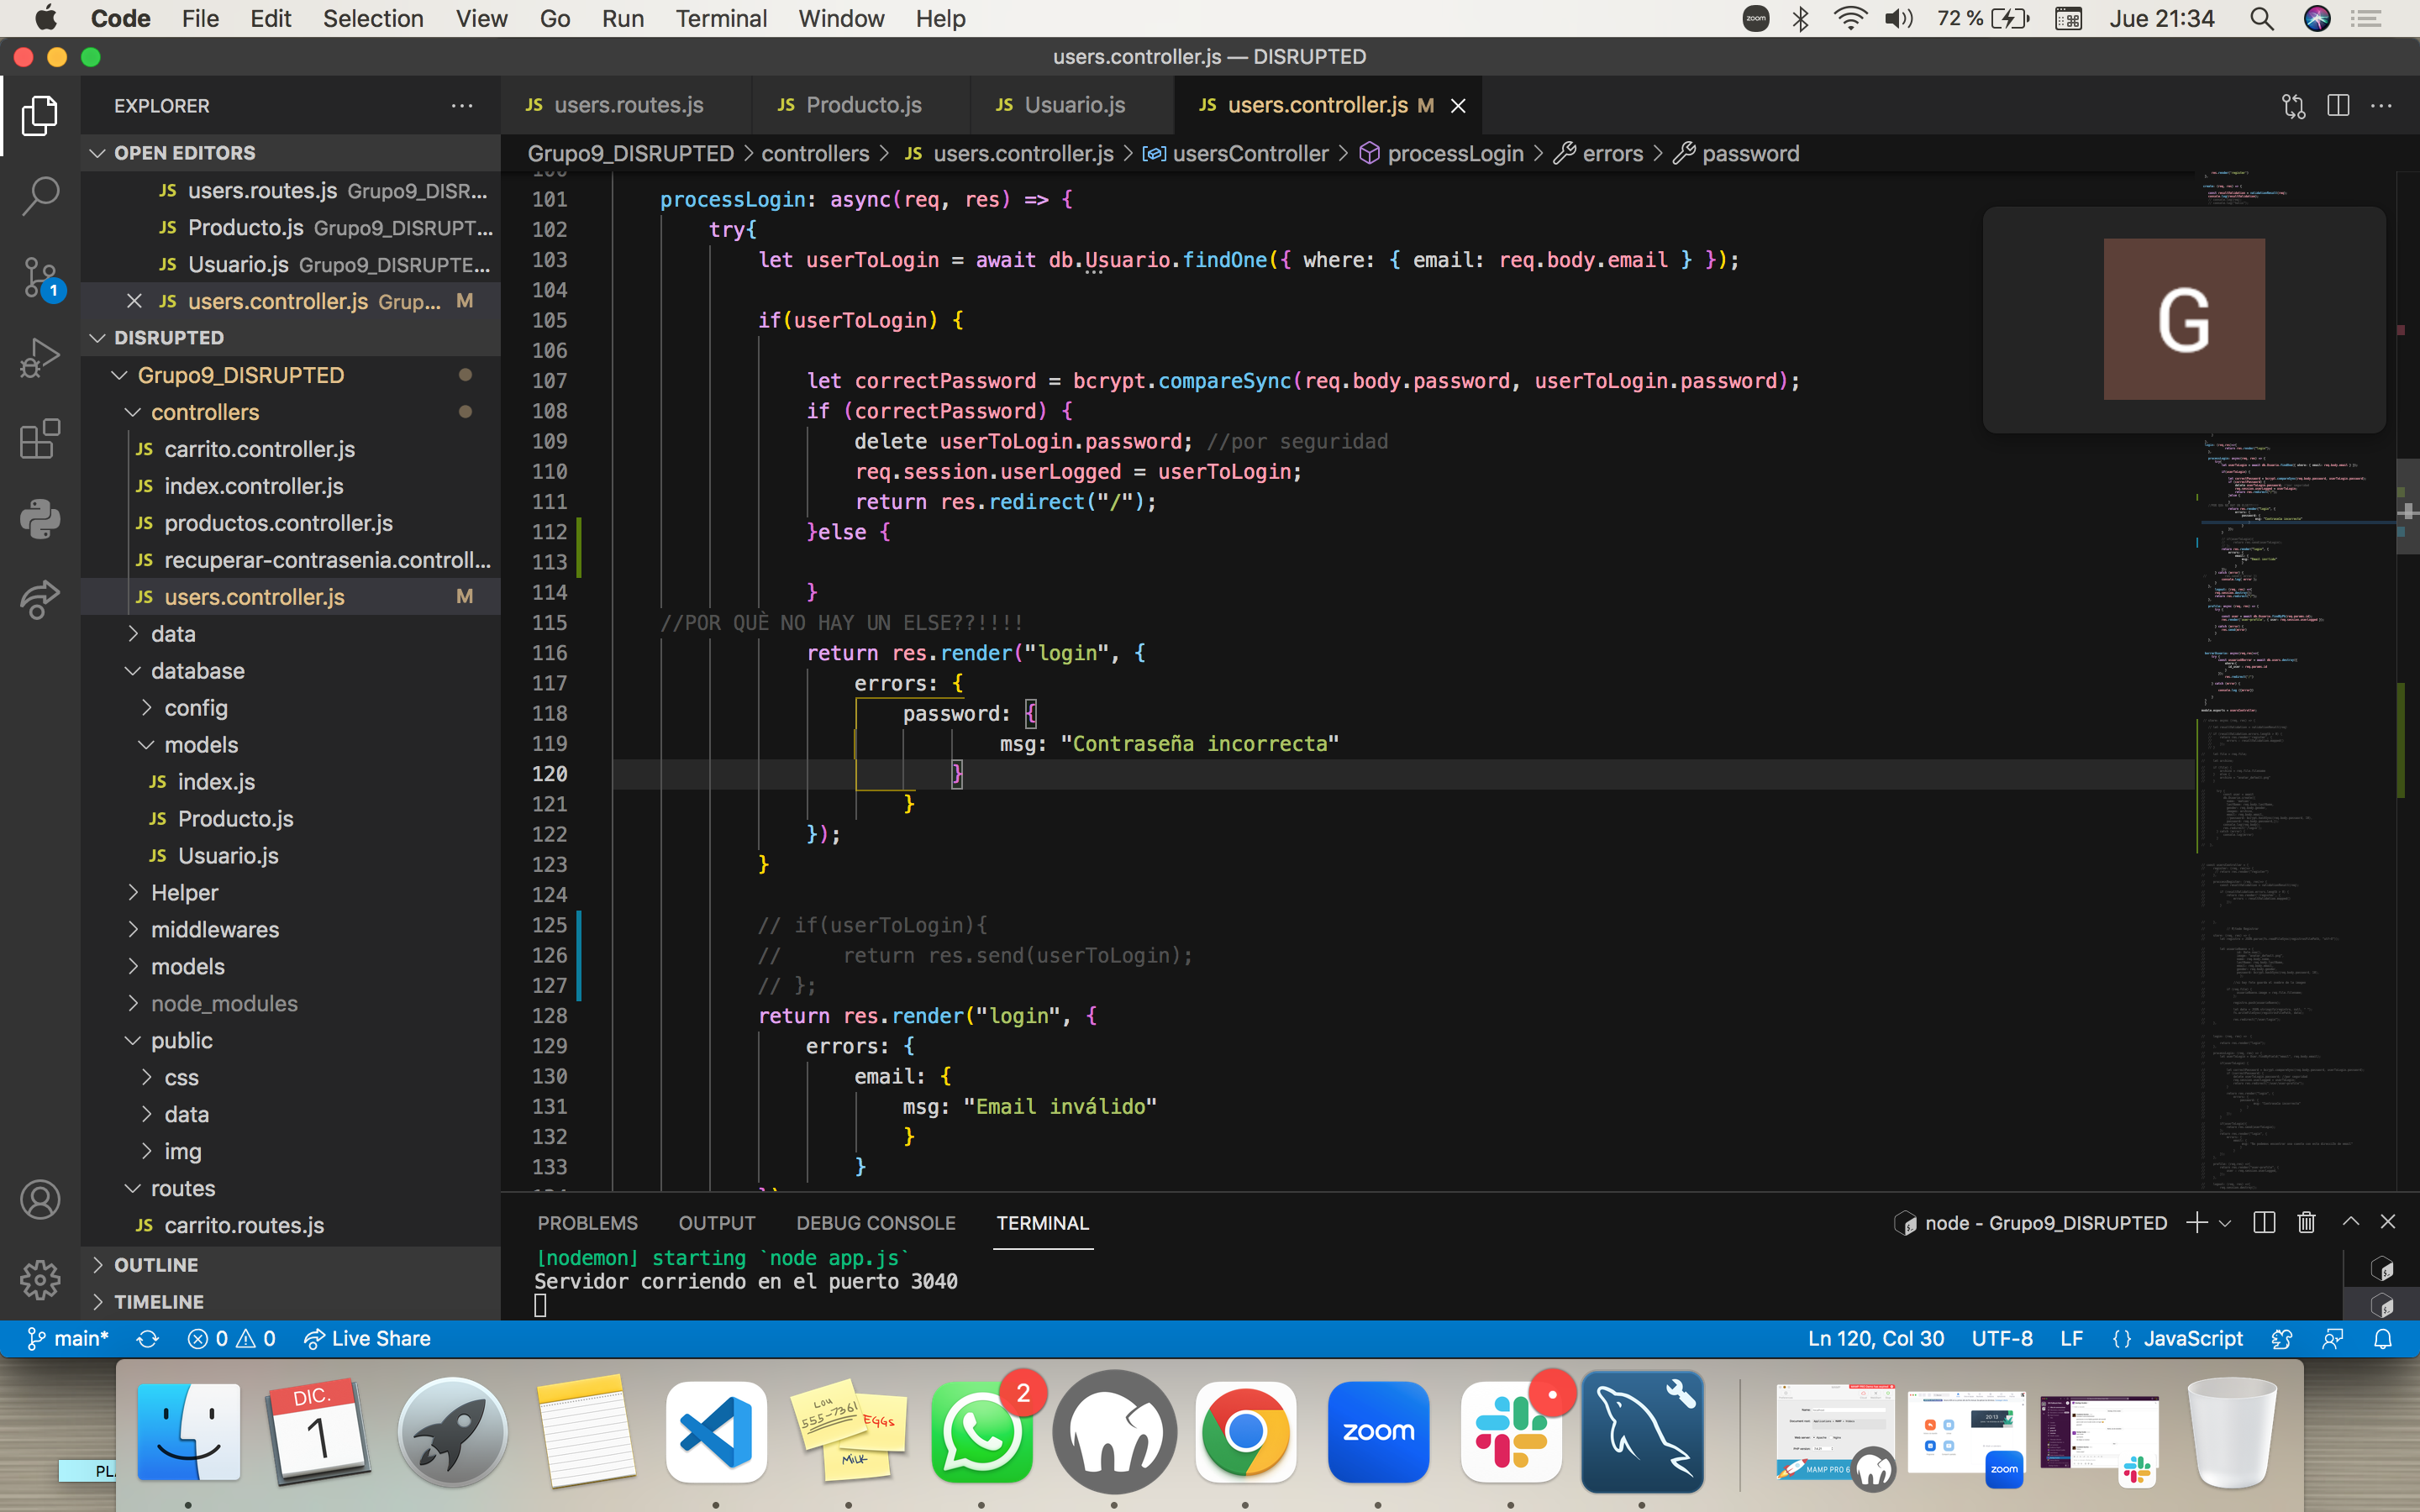 Code File Edit Selection View Go Run Terminal Window Help zoom 72 % Jue 21:34
users.controller.js — DISRUPTED
EXPLORER
JS users.routes.js JS Producto.js JS Usuario.js JS users.controller.js M
OPEN EDITORS
Grupo9_DISRUPTED > controllers > JS users.controller.js > usersController > processLogin > errors > password
JS users.routes.js Grupo9_DISR...
JS Producto.js Grupo9_DISRUPT...
JS Usuario.js Grupo9_DISRUPTE...
JS users.controller.js Grup... M
1
DISRUPTED
Grupo9_DISRUPTED
controllers
JS carrito.controller.js
JS index.controller.js
JS productos.controller.js
JS recuperar-contrasenia.controll...
JS users.controller.js M
data
database
config
models
JS index.js
JS Producto.js
JS Usuario.js
Helper
middlewares
models
node_modules
public
css
data
img
routes
JS carrito.routes.js
OUTLINE
TIMELINE
101 processLogin: async(req, res) => {
102 try{
103 let userToLogin = await db.Usuario.findOne({ where: { email: req.body.email } });
104
105 if(userToLogin) {
106
107 let correctPassword = bcrypt.compareSync(req.body.password, userToLogin.password);
108 if (correctPassword) {
109 delete userToLogin.password; //por seguridad
110 req.session.userLogged = userToLogin;
111 return res.redirect("/");
112 }else {
113
114 }
115 //POR QUÈ NO HAY UN ELSE??!!!!
116 return res.render("login", {
117 errors: {
118 password: {
119 msg: "Contraseña incorrecta"
120 }
121 }
122 });
123 }
124
125 // if(userToLogin){
126 // return res.send(userToLogin);
127 // };
128 return res.render("login", {
129 errors: {
130 email: {
131 msg: "Email inválido"
132 }
133 }
G
PROBLEMS OUTPUT DEBUG CONSOLE TERMINAL node - Grupo9_DISRUPTED
[nodemon] starting `node app.js`
Servidor corriendo en el puerto 3040
main* 0 0 Live Share Ln 120, Col 30 UTF-8 LF {} JavaScript
DIC.
1
Lou
555-7361
EGGS
MILK
2
zoom
MAMP PRO 6
20:13
zoom